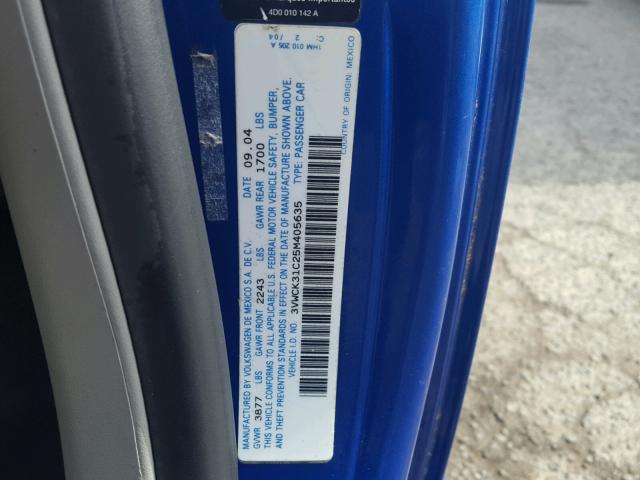 4D0 010 142 A
1HM 010 205 A
MANUFACTURED BY VOLKSWAGEN DE MEXICO S.A. DE C.V. DATE 09.04
GVWR 3877 LBS GAWR FRONT 2243 LBS GAWR REAR 1700 LBS
THIS VEHICLE CONFORMS TO ALL APPLICABLE U.S. FEDERAL MOTOR VEHICLE SAFETY, BUMPER,
AND THEFT PREVENTION STANDARDS IN EFFECT ON THE DATE OF MANUFACTURE SHOWN ABOVE.
VEHICLE I.D. NO. 3VWCK31C25M405635 TYPE: PASSENGER CAR
COUNTRY OF ORIGIN: MEXICO